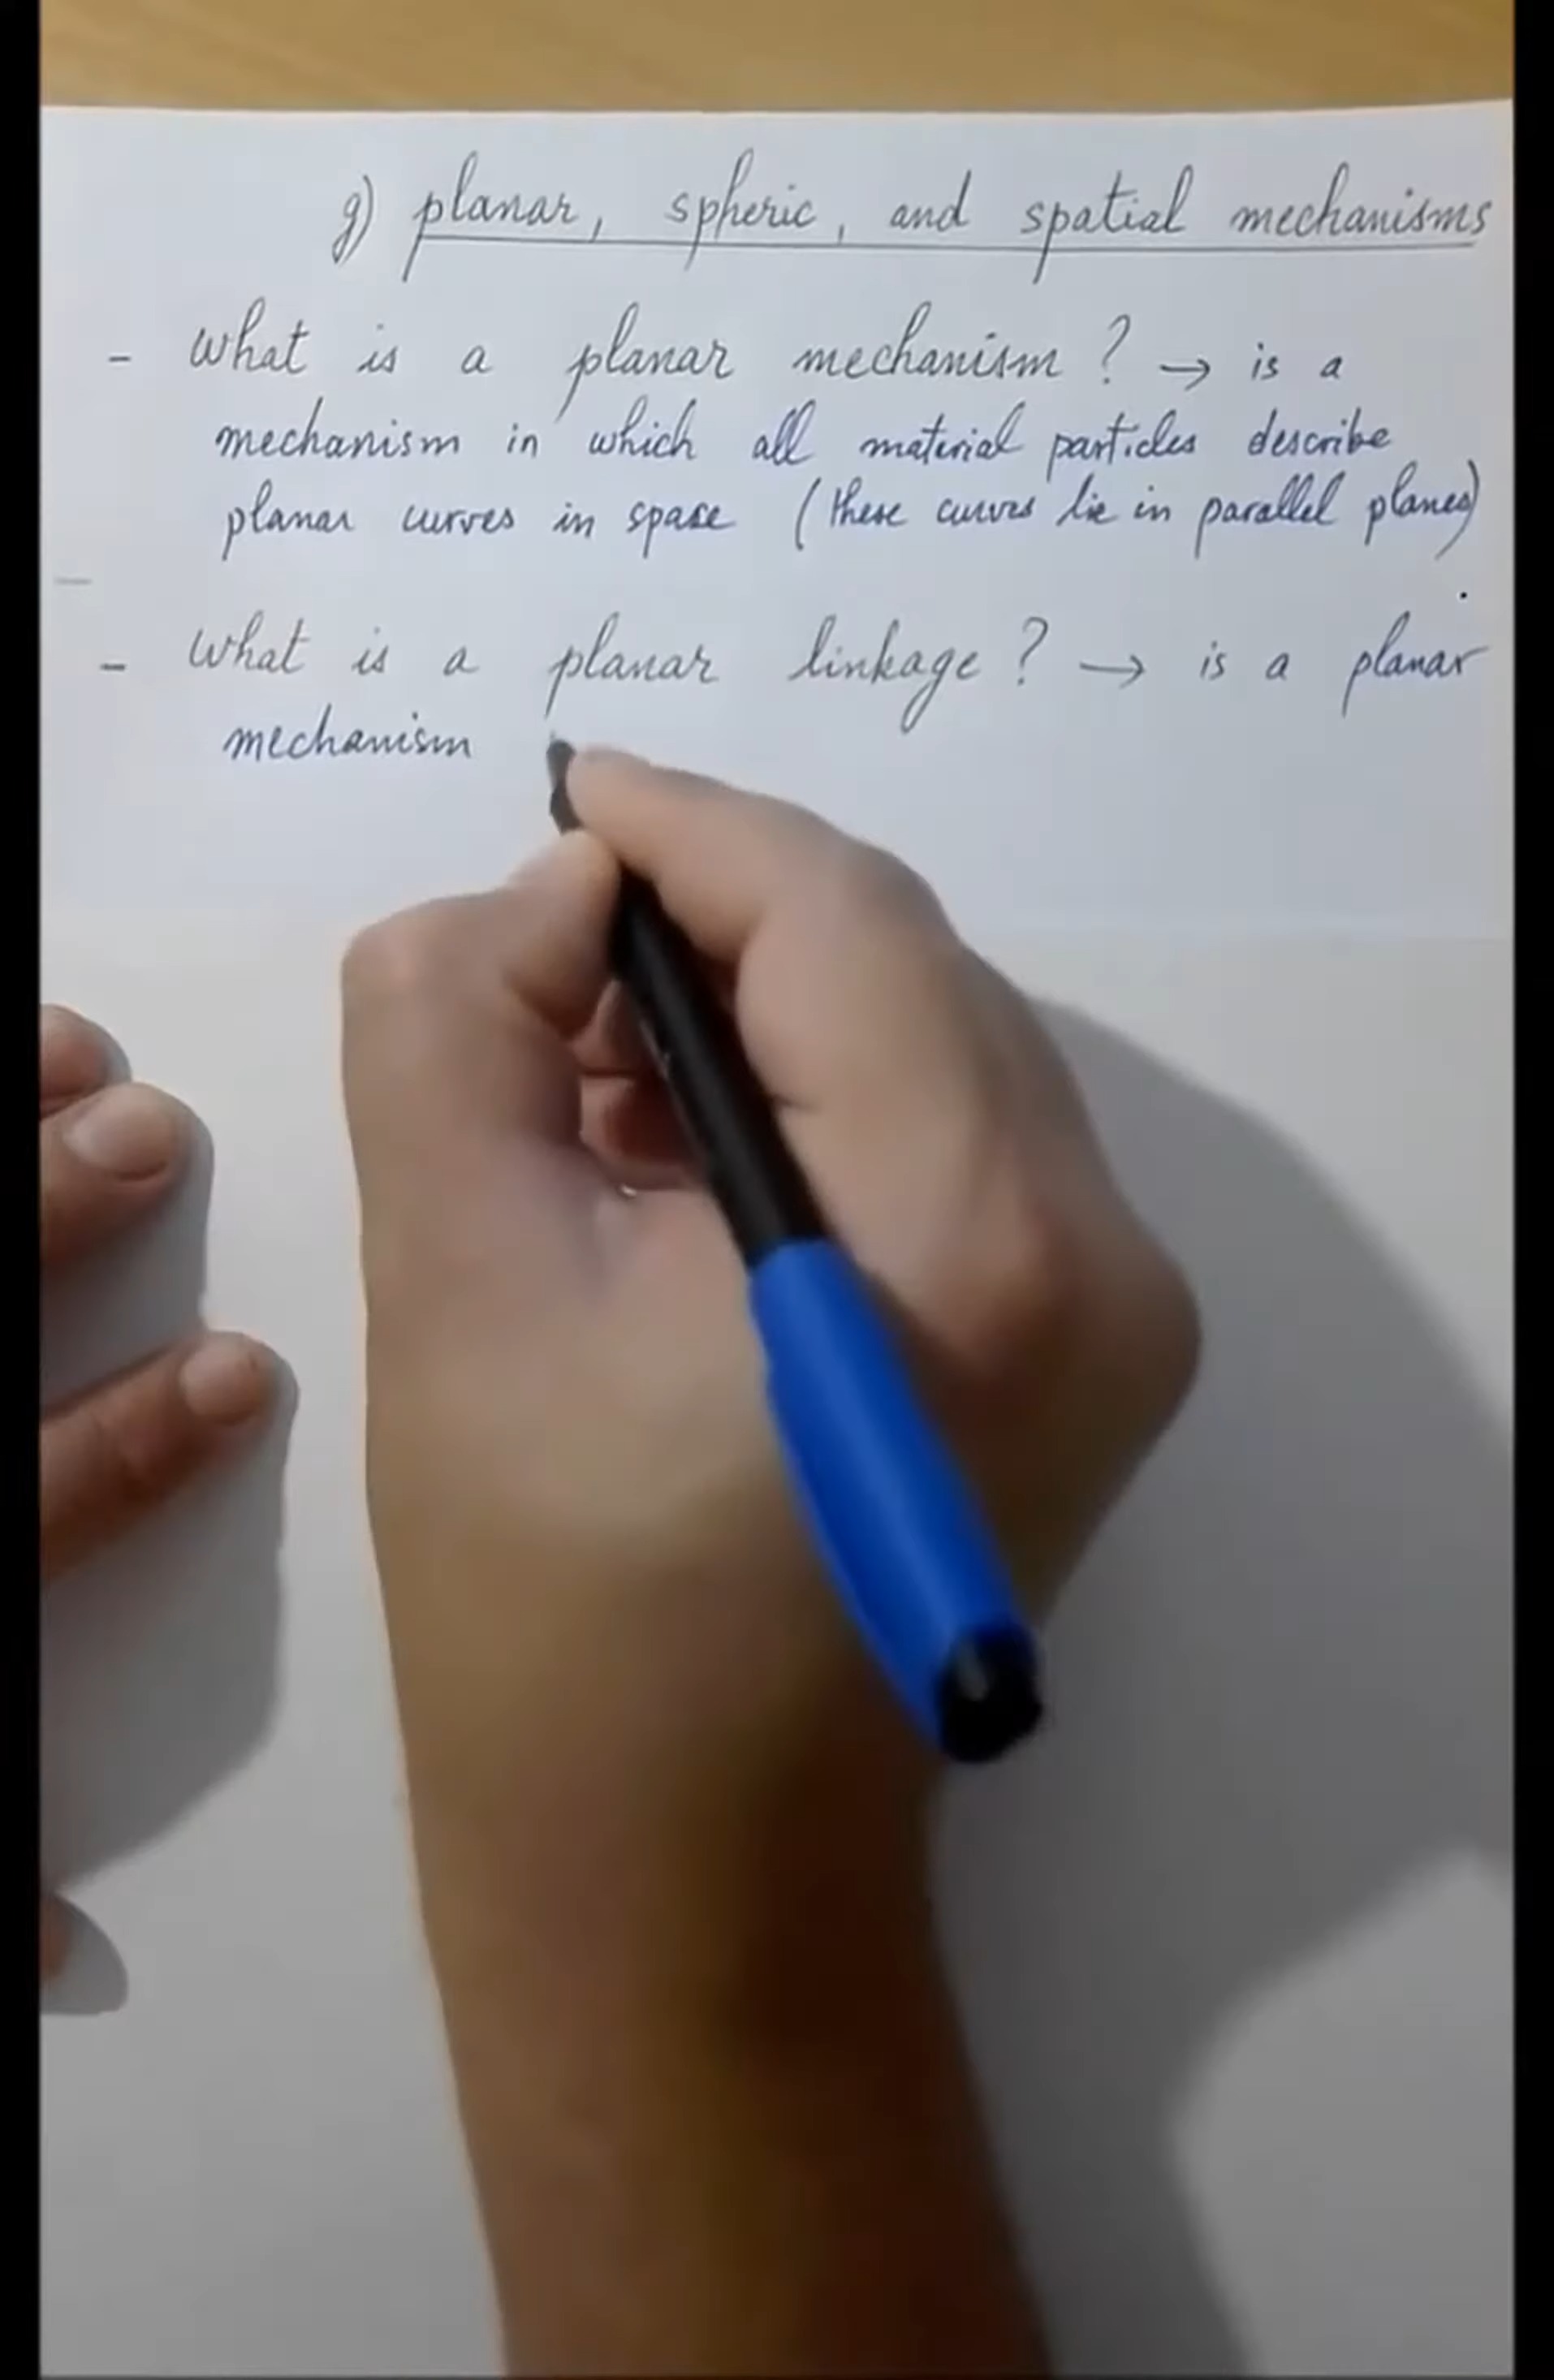 g) planar, spheric, and spatial mechanisms
- what is a planar mechanism? → is a
mechanism in which all material particles describe
planar curves in space (these curves lie in parallel planes)
- what is a planar linkage? → is a planar
mechanism